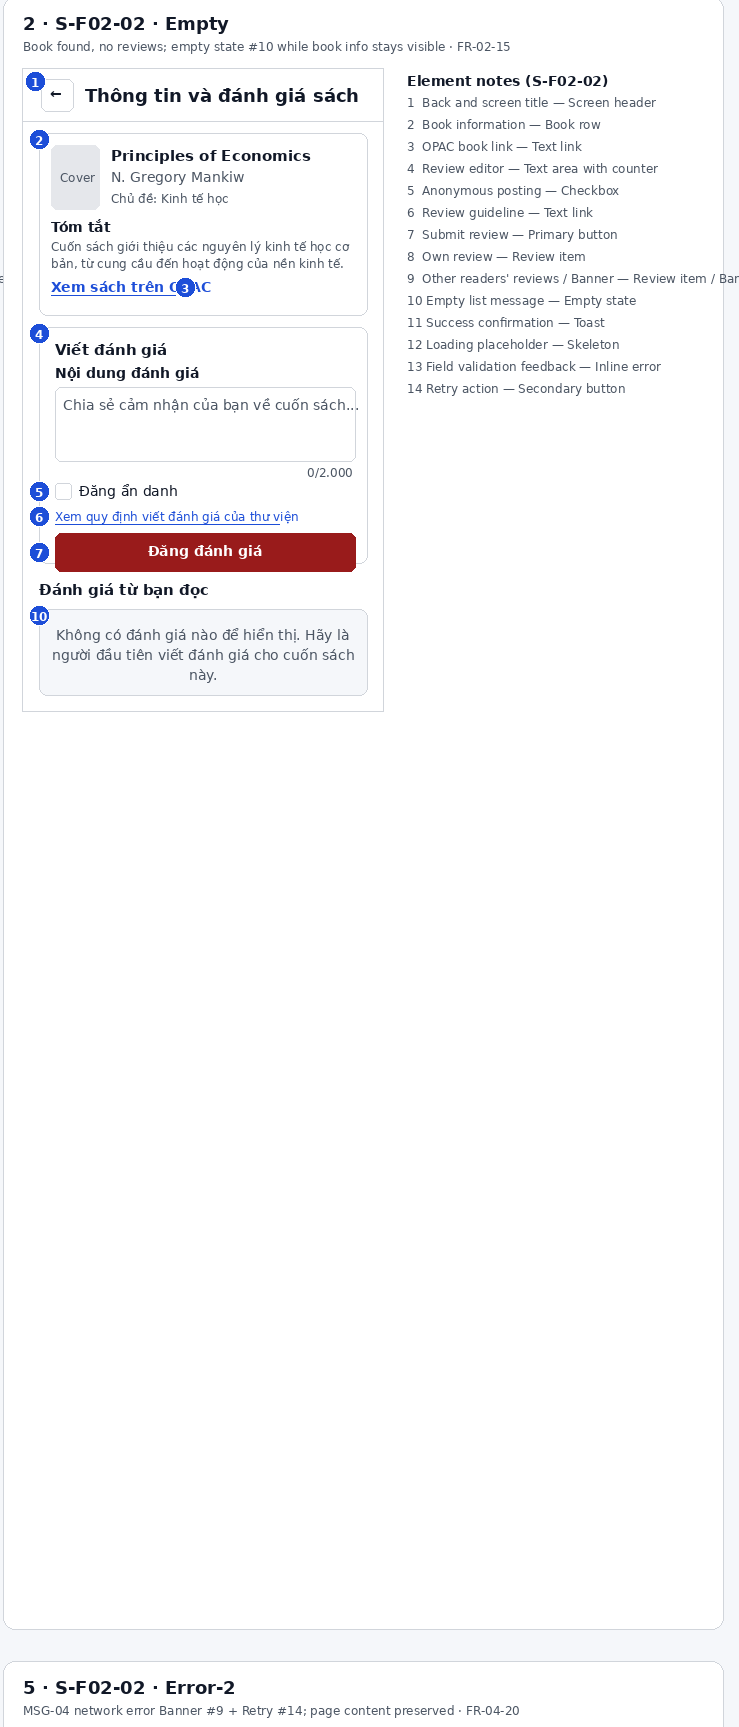 2 · S-F02-02 · Empty
Book found, no reviews; empty state #10 while book info stays visible · FR-02-15
1
←
Thông tin và đánh giá sách
2
Cover
Principles of Economics
N. Gregory Mankiw
Chủ đề: Kinh tế học
Tóm tắt
Cuốn sách giới thiệu các nguyên lý kinh tế học cơ
bản, từ cung cầu đến hoạt động của nền kinh tế.
Xem sách trên
3
4
Viết đánh giá
Nội dung đánh giá
Chia sẻ cảm nhận của bạn về cuốn sách...
0/2.000
5
Đăng ẩn danh
6
Xem quy định viết đánh giá của thư viện
7
Đăng đánh giá
Đánh giá từ bạn đọc
10
Không có đánh giá nào để hiển thị. Hãy là
người đầu tiên viết đánh giá cho cuốn sách
này.
Element notes (S-F02-02)
1 Back and screen title — Screen header
2 Book information — Book row
3 OPAC book link — Text link
4 Review editor — Text area with counter
5 Anonymous posting — Checkbox
6 Review guideline — Text link
7 Submit review — Primary button
8 Own review — Review item
9 Other readers' reviews / Banner — Review item /
10 Empty list message — Empty state
11 Success confirmation — Toast
12 Loading placeholder — Skeleton
13 Field validation feedback — Inline error
14 Retry action — Secondary button
5 · S-F02-02 · Error-2
MSG-04 network error Banner #9 + Retry #14; page content preserved · FR-04-20